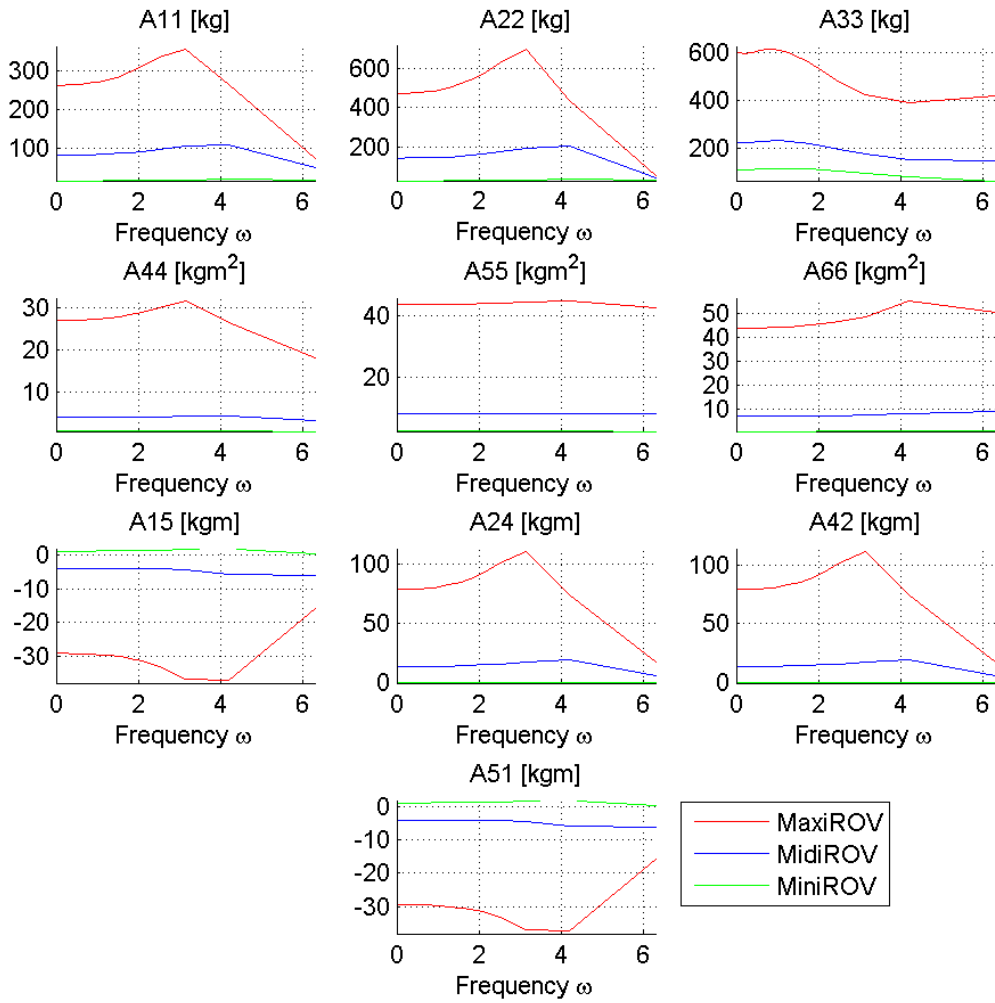 A11 [kg]
300
200
100
0 2 4 6
Frequency ω
A22 [kg]
600
400
200
0 2 4 6
Frequency ω
A33 [kg]
600
400
200
0 2 4 6
Frequency ω
A44 [kgm²]
30
20
10
0 2 4 6
Frequency ω
A55 [kgm²]
40
20
0 2 4 6
Frequency ω
A66 [kgm²]
50
40
30
20
10
0 2 4 6
Frequency ω
A15 [kgm]
0
-10
-20
-30
0 2 4 6
Frequency ω
A24 [kgm]
100
50
0
0 2 4 6
Frequency ω
A42 [kgm]
100
50
0
0 2 4 6
Frequency ω
A51 [kgm]
0
-10
-20
-30
0 2 4 6
Frequency ω
MaxiROV
MidiROV
MiniROV